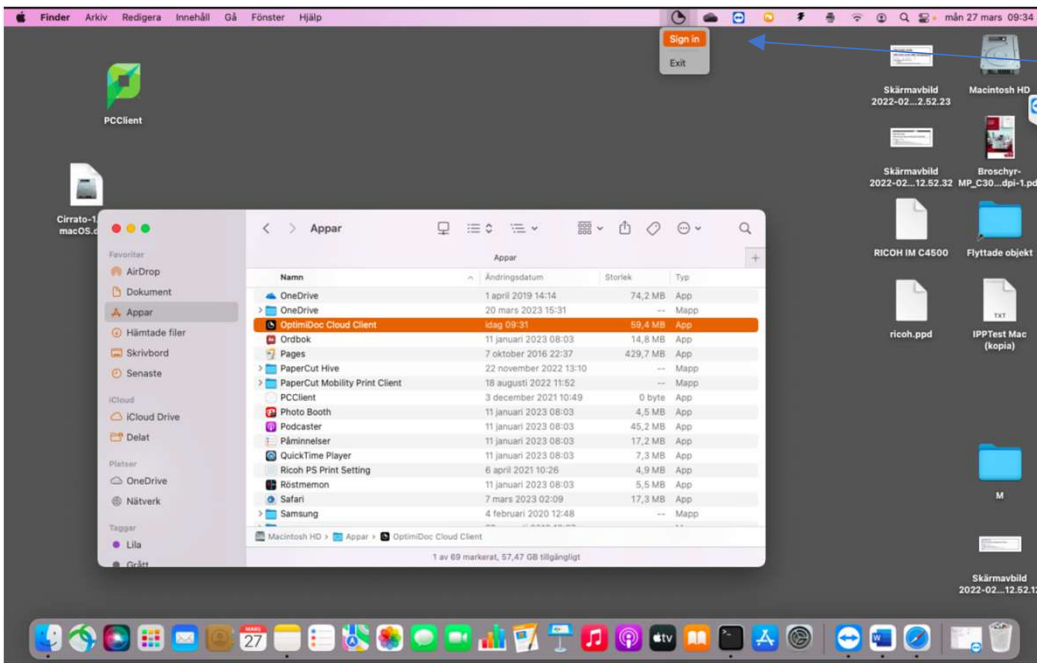 Finder Arkiv Redigera Innehåll Gå Fönster Hjälp mån 27 mars 09:34
Sign in
Exit
PCClient
Cirrato-1
macOS.d
Skärmavbild
2022-02...2.52.23
Macintosh HD
Skärmavbild
2022-02...12.52.32
Broschyr-
MP_C30...dpi-1.pd
RICOH IM C4500
Flyttade objekt
ricoh.ppd
TXT
IPPTest Mac
(kopia)
M
Skärmavbild
2022-02...12.52.1
Appar
Favoriter
AirDrop
Dokument
Appar
Hämtade filer
Skrivbord
Senaste
iCloud
iCloud Drive
Delat
Platser
OneDrive
Nätverk
Taggar
Lila
Grått
Appar
Namn Ändringsdatum Storlek Typ
OneDrive 1 april 2019 14:14 74,2 MB App
OneDrive 20 mars 2023 15:31 -- Mapp
OptimiDoc Cloud Client idag 09:31 59,4 MB App
Ordbok 11 januari 2023 08:03 14,8 MB App
Pages 7 oktober 2016 22:37 429,7 MB App
PaperCut Hive 22 november 2022 13:10 -- Mapp
PaperCut Mobility Print Client 18 augusti 2022 11:52 -- Mapp
PCClient 3 december 2021 10:49 0 byte App
Photo Booth 11 januari 2023 08:03 4,5 MB App
Podcaster 11 januari 2023 08:03 45,2 MB App
Påminnelser 11 januari 2023 08:03 17,2 MB App
QuickTime Player 11 januari 2023 08:03 7,3 MB App
Ricoh PS Print Setting 6 april 2021 10:26 4,9 MB App
Röstmemon 11 januari 2023 08:03 5,5 MB App
Safari 7 mars 2023 02:09 17,3 MB App
Samsung 4 februari 2020 12:48 -- Mapp
Macintosh HD › Appar › OptimiDoc Cloud Client
1 av 69 markerat, 57,47 GB tillgängligt
MARS
27
tv